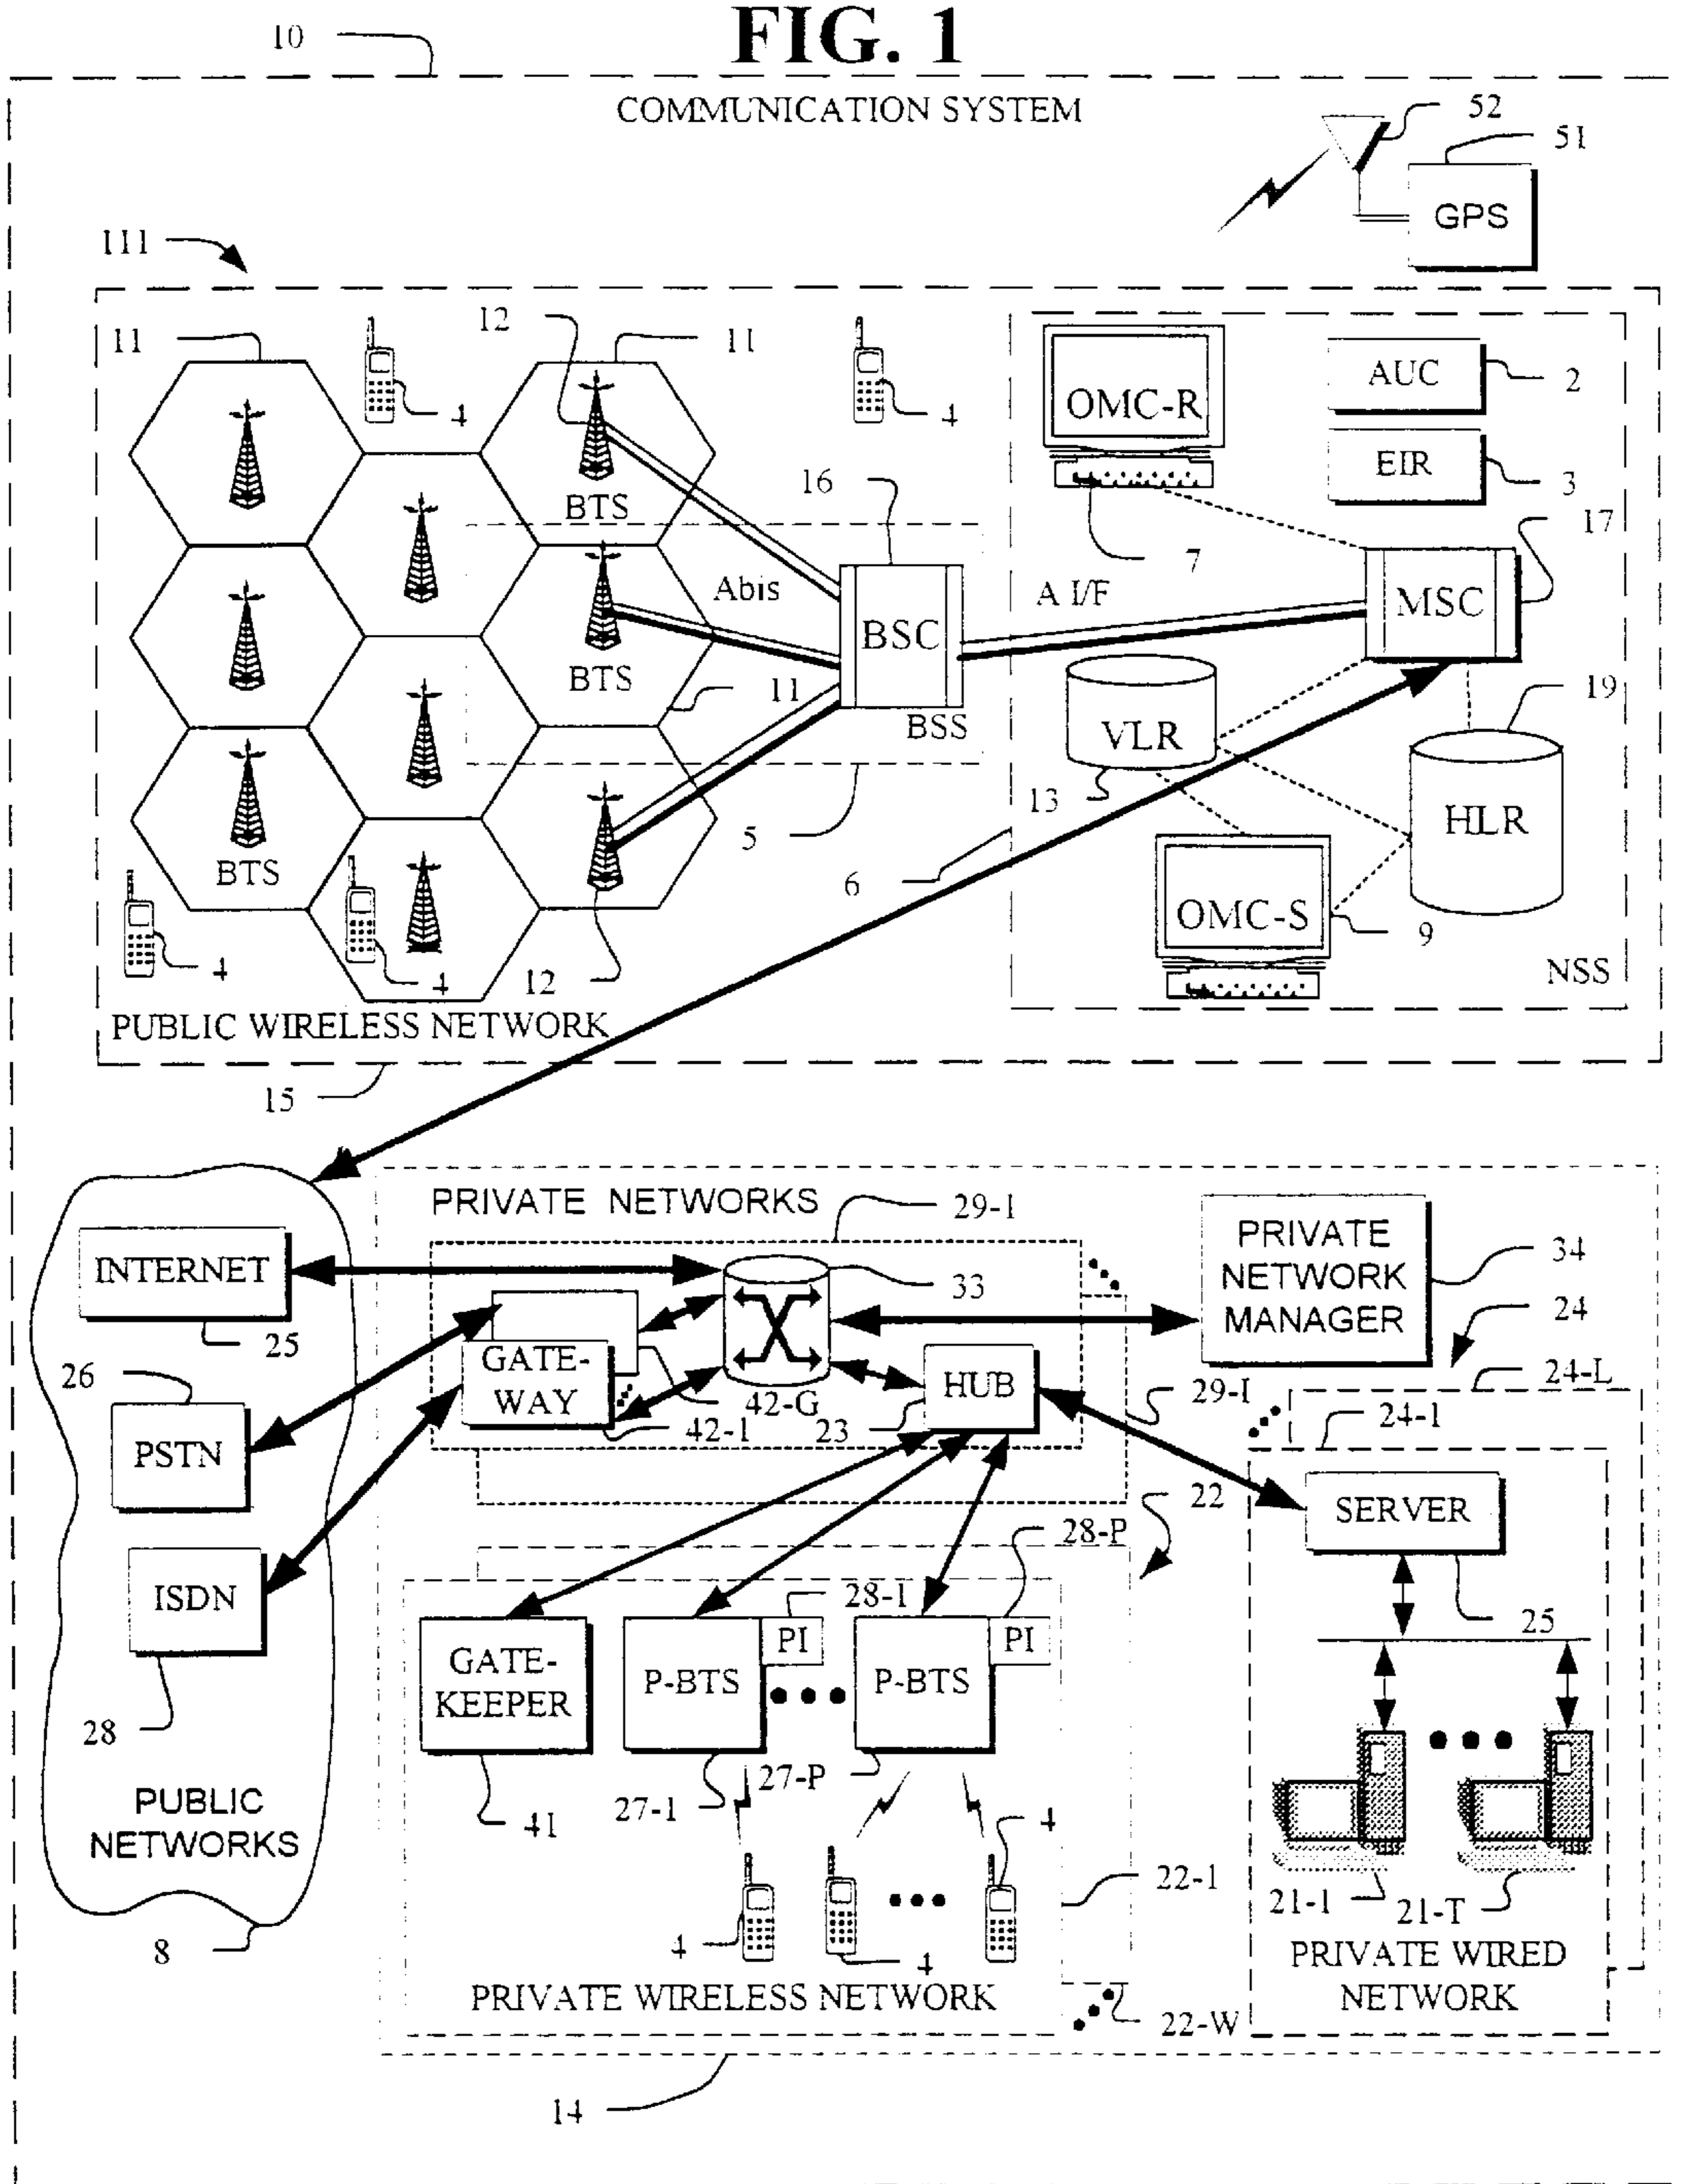 FIG. 1
10
COMMUNICATION SYSTEM
52
51
GPS
111
11
12
11
4
4
OMC-R
AUC
2
EIR
3
BTS
16
7
17
Abis
A I/F
BSC
MSC
BTS
11
BSS
VLR
19
13
HLR
5
BTS
6
OMC-S
9
4
4
12
NSS
PUBLIC WIRELESS NETWORK
15
PRIVATE NETWORKS
29-1
PRIVATE
NETWORK
MANAGER
34
INTERNET
33
25
24
GATE-
WAY
HUB
26
42-G
42-1
23
29-I
24-L
24-1
PSTN
22
SERVER
28-P
ISDN
28-1
PI
PI
25
GATE-
KEEPER
P-BTS
P-BTS
28
27-P
27-1
41
PUBLIC
NETWORKS
4
22-1
21-1
21-T
8
4
4
PRIVATE WIRED
NETWORK
PRIVATE WIRELESS NETWORK
22-W
14